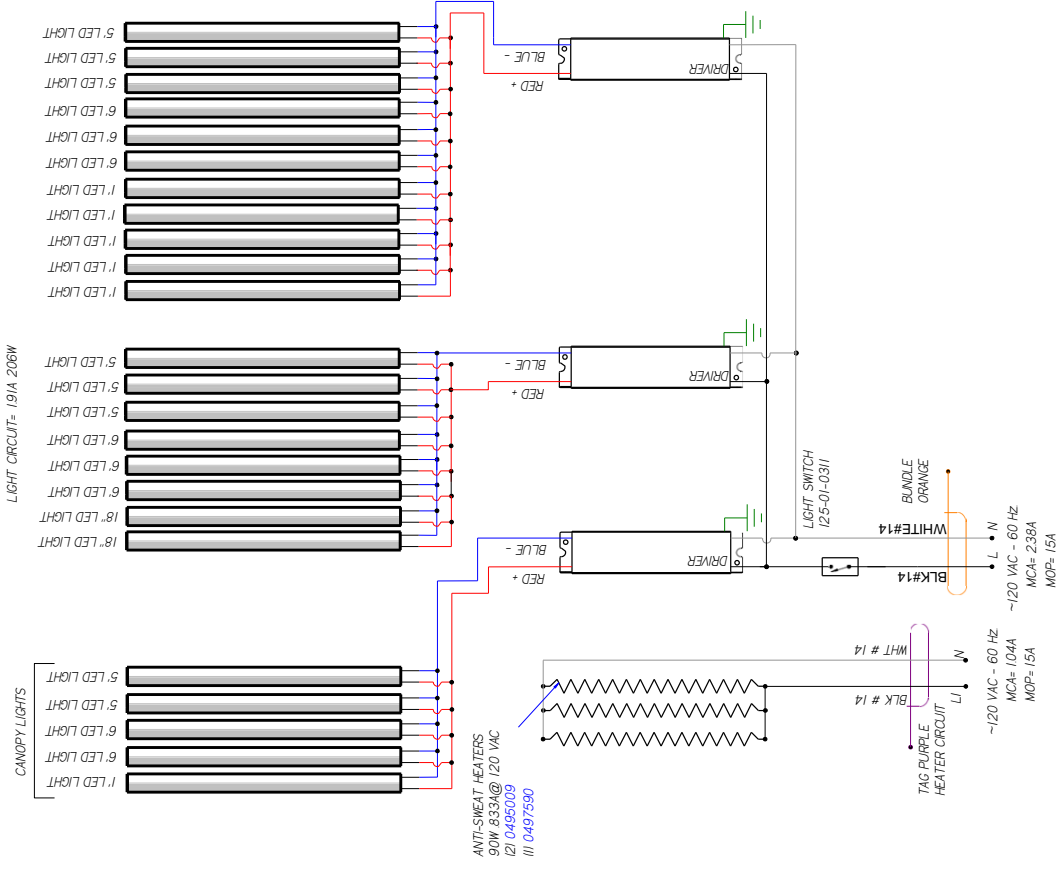 5' LED LIGHT
5' LED LIGHT
5' LED LIGHT
6' LED LIGHT
6' LED LIGHT
6' LED LIGHT
1' LED LIGHT
1' LED LIGHT
1' LED LIGHT
1' LED LIGHT
1' LED LIGHT
BLUE -
RED +
DRIVER
LIGHT CIRCUIT= 1.91A 206W
5' LED LIGHT
5' LED LIGHT
5' LED LIGHT
6' LED LIGHT
6' LED LIGHT
6' LED LIGHT
18" LED LIGHT
18" LED LIGHT
BLUE -
RED +
DRIVER
CANOPY LIGHTS
5' LED LIGHT
5' LED LIGHT
6' LED LIGHT
6' LED LIGHT
1' LED LIGHT
BLUE -
RED +
DRIVER
LIGHT SWITCH
125-01-0311
BUNDLE
ORANGE
WHITE#14
BLK#14
N
L
~120 VAC - 60 Hz
MCA= 2.38A
MOP= 15A
ANTI-SWEAT HEATERS
90W .833A@ 120 VAC
(2) 0495009
(1) 0497590
WHT # 14
BLK # 14
N
L1
TAG PURPLE
HEATER CIRCUIT
~120 VAC - 60 Hz
MCA= 1.04A
MOP= 15A